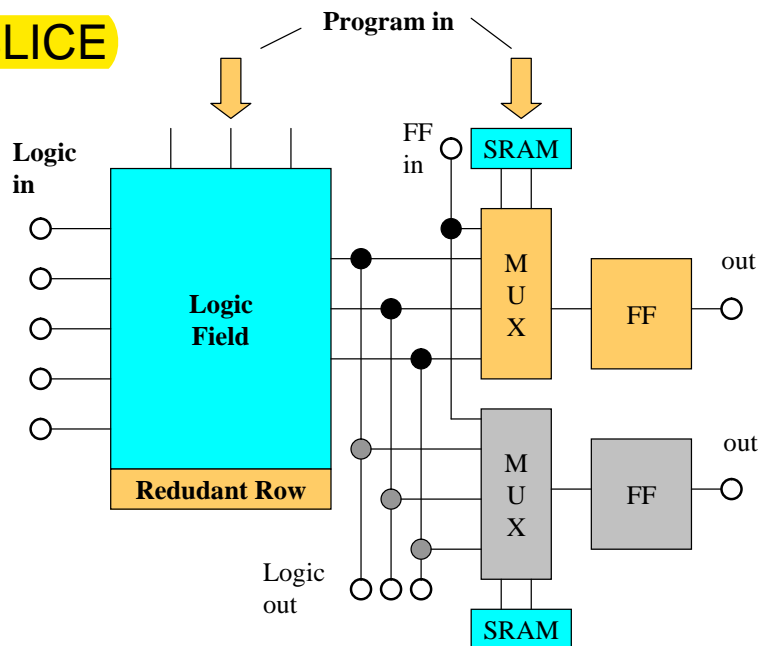 LICE
Program in
Logic
in
FF
in
SRAM
Logic
Field
M
U
X
FF
out
Redudant Row
M
U
X
FF
out
Logic
out
SRAM